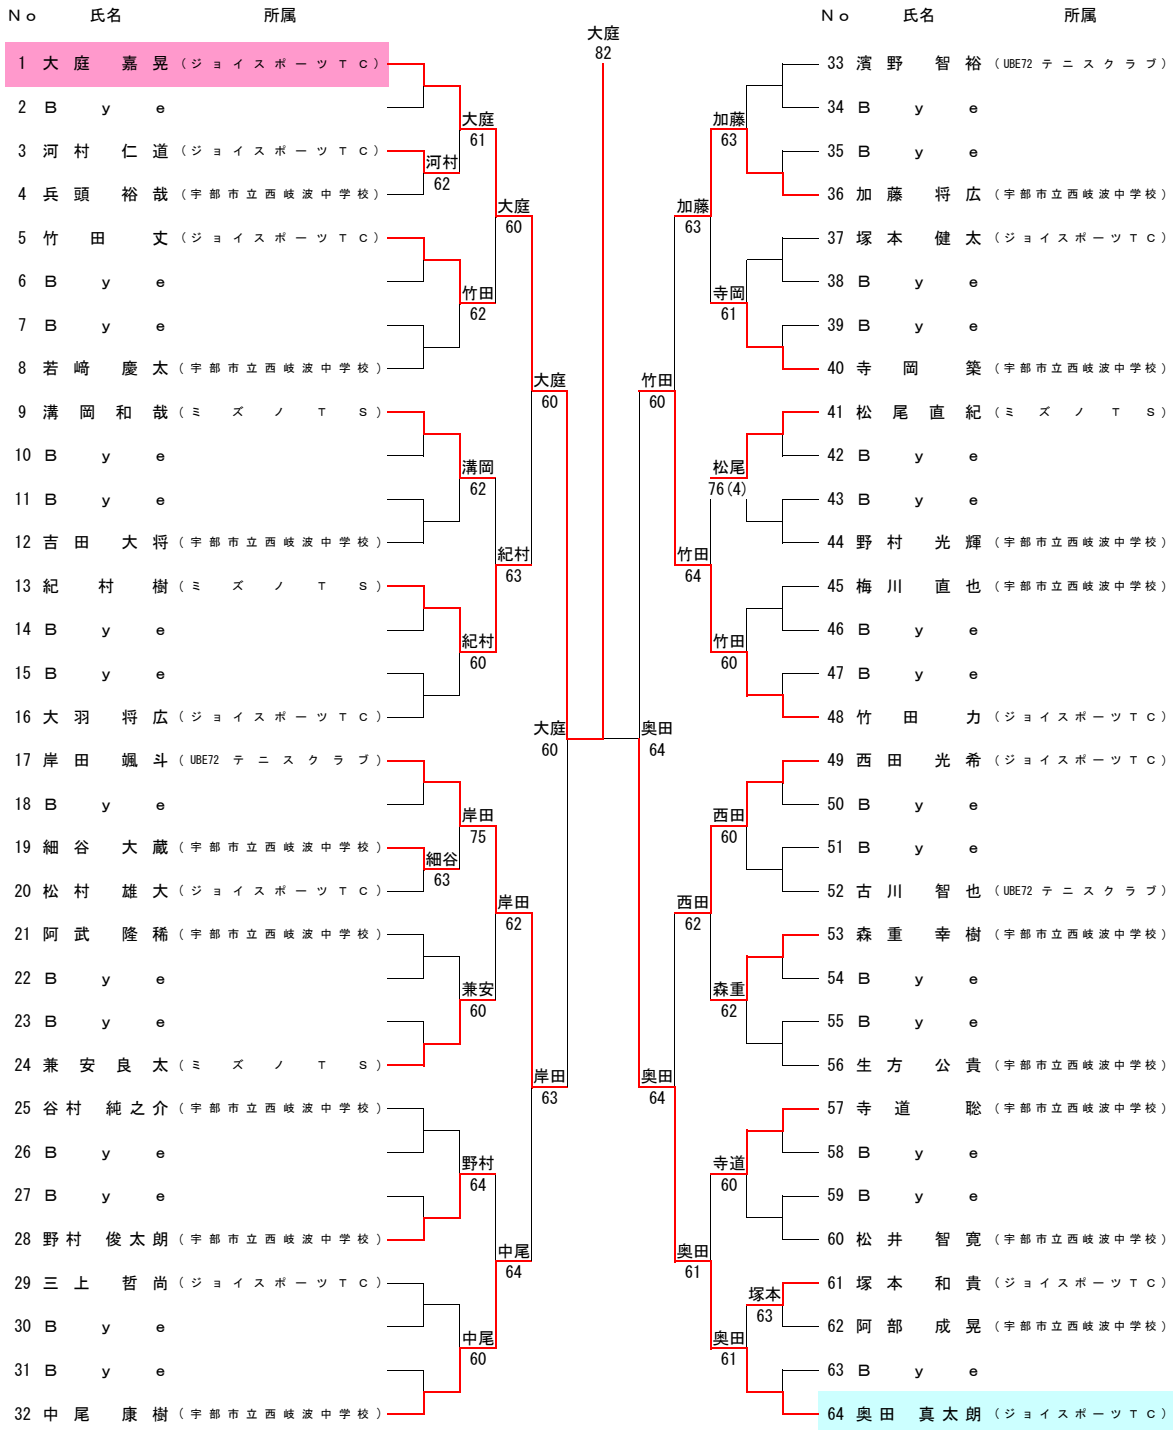 Ｎｏ 氏名 所属
Ｎｏ 氏名 所属
大庭
82
1 大庭 嘉晃 （ジョイスポーツＴＣ）
2 Ｂｙｅ
3 河村 仁道 （ジョイスポーツＴＣ）
4 兵頭 裕哉 （宇部市立西岐波中学校）
5 竹田 丈 （ジョイスポーツＴＣ）
6 Ｂｙｅ
7 Ｂｙｅ
8 若﨑 慶太 （宇部市立西岐波中学校）
9 溝岡和哉 （ミズノＴＳ）
10 Ｂｙｅ
11 Ｂｙｅ
12 吉田 大将 （宇部市立西岐波中学校）
13 紀村樹 （ミズノＴＳ）
14 Ｂｙｅ
15 Ｂｙｅ
16 大羽 将広 （ジョイスポーツＴＣ）
17 岸田 颯斗 （UBE72テニスクラブ）
18 Ｂｙｅ
19 細谷 大蔵 （宇部市立西岐波中学校）
20 松村 雄大 （ジョイスポーツＴＣ）
21 阿武 隆稀 （宇部市立西岐波中学校）
22 Ｂｙｅ
23 Ｂｙｅ
24 兼安良太 （ミズノＴＳ）
25 谷村 純之介 （宇部市立西岐波中学校）
26 Ｂｙｅ
27 Ｂｙｅ
28 野村 俊太朗 （宇部市立西岐波中学校）
29 三上 哲尚 （ジョイスポーツＴＣ）
30 Ｂｙｅ
31 Ｂｙｅ
32 中尾 康樹 （宇部市立西岐波中学校）
河村
62
細谷
63
大庭
61
竹田
62
溝岡
62
紀村
60
岸田
75
兼安
60
野村
64
中尾
60
大庭
60
紀村
63
岸田
62
中尾
64
大庭
60
岸田
63
大庭
60
奥田
64
竹田
60
奥田
64
加藤
63
竹田
64
西田
62
奥田
61
加藤
63
寺岡
61
松尾
76(4)
竹田
60
西田
60
森重
62
寺道
60
奥田
61
塚本
63
33 濱野 智裕 （UBE72テニスクラブ）
34 Ｂｙｅ
35 Ｂｙｅ
36 加藤 将広 （宇部市立西岐波中学校）
37 塚本 健太 （ジョイスポーツＴＣ）
38 Ｂｙｅ
39 Ｂｙｅ
40 寺岡 築 （宇部市立西岐波中学校）
41 松尾直紀 （ミズノＴＳ）
42 Ｂｙｅ
43 Ｂｙｅ
44 野村 光輝 （宇部市立西岐波中学校）
45 梅川 直也 （宇部市立西岐波中学校）
46 Ｂｙｅ
47 Ｂｙｅ
48 竹田 力 （ジョイスポーツＴＣ）
49 西田 光希 （ジョイスポーツＴＣ）
50 Ｂｙｅ
51 Ｂｙｅ
52 古川 智也 （UBE72テニスクラブ）
53 森重 幸樹 （宇部市立西岐波中学校）
54 Ｂｙｅ
55 Ｂｙｅ
56 生方 公貴 （宇部市立西岐波中学校）
57 寺道 聡 （宇部市立西岐波中学校）
58 Ｂｙｅ
59 Ｂｙｅ
60 松井 智寛 （宇部市立西岐波中学校）
61 塚本 和貴 （ジョイスポーツＴＣ）
62 阿部 成晃 （宇部市立西岐波中学校）
63 Ｂｙｅ
64 奥田 真太朗 （ジョイスポーツＴＣ）